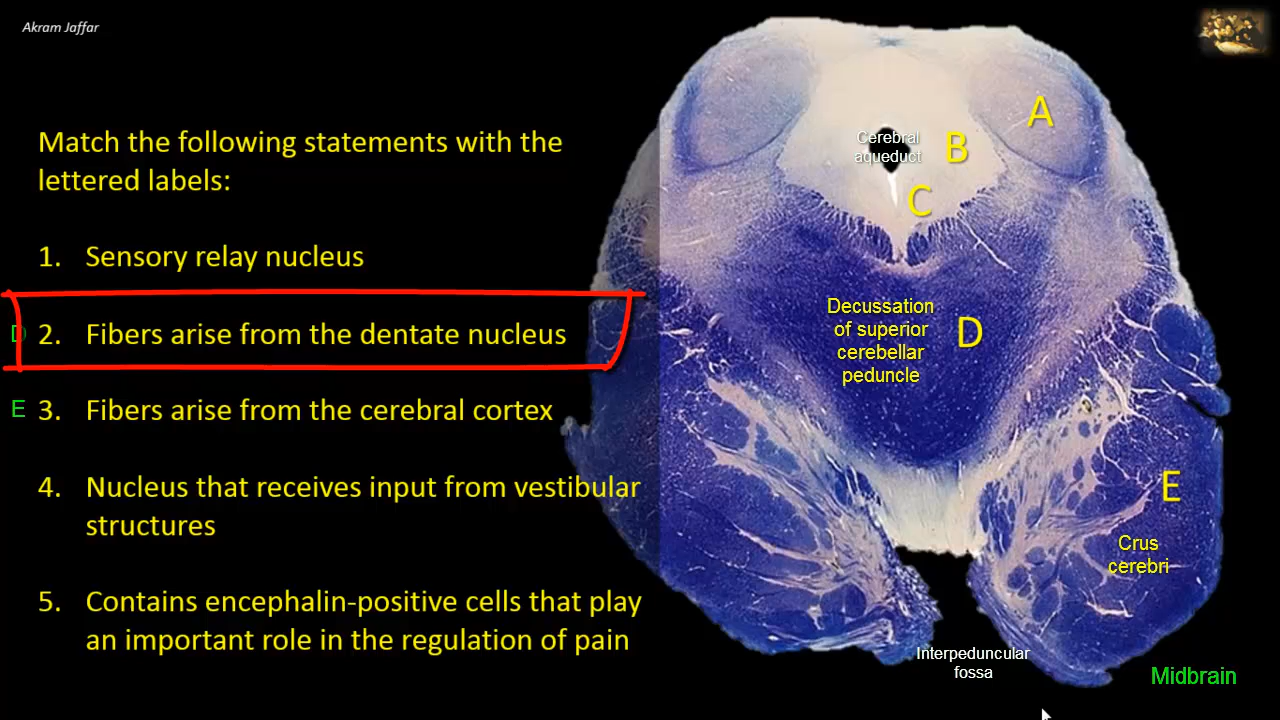 Akram Jaffar
Match the following statements with the
lettered labels:
1. Sensory relay nucleus
D 2. Fibers arise from the dentate nucleus
E 3. Fibers arise from the cerebral cortex
4. Nucleus that receives input from vestibular
structures
5. Contains encephalin-positive cells that play
an important role in the regulation of pain
A
B
Cerebral
aqueduct
C
Decussation
of superior
cerebellar
peduncle
D
E
Crus
cerebri
Interpeduncular
fossa
Midbrain